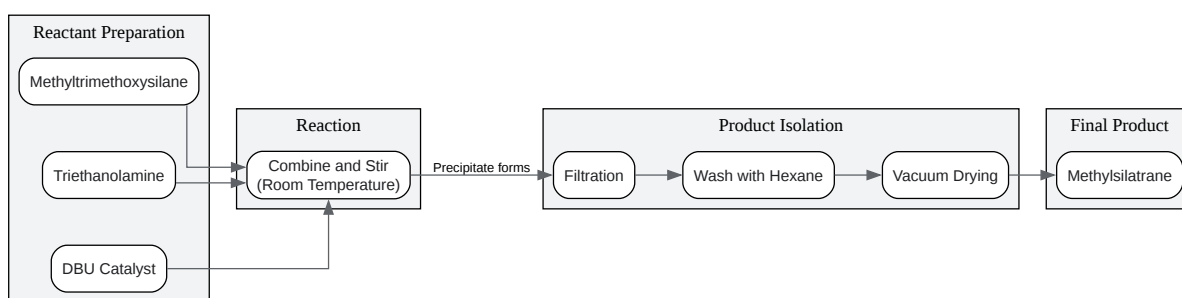 Reactant Preparation
Methyltrimethoxysilane
Triethanolamine
DBU Catalyst
Reaction
Combine and Stir
(Room Temperature)
Precipitate forms
Product Isolation
Filtration
Wash with Hexane
Vacuum Drying
Final Product
Methylsilatrane